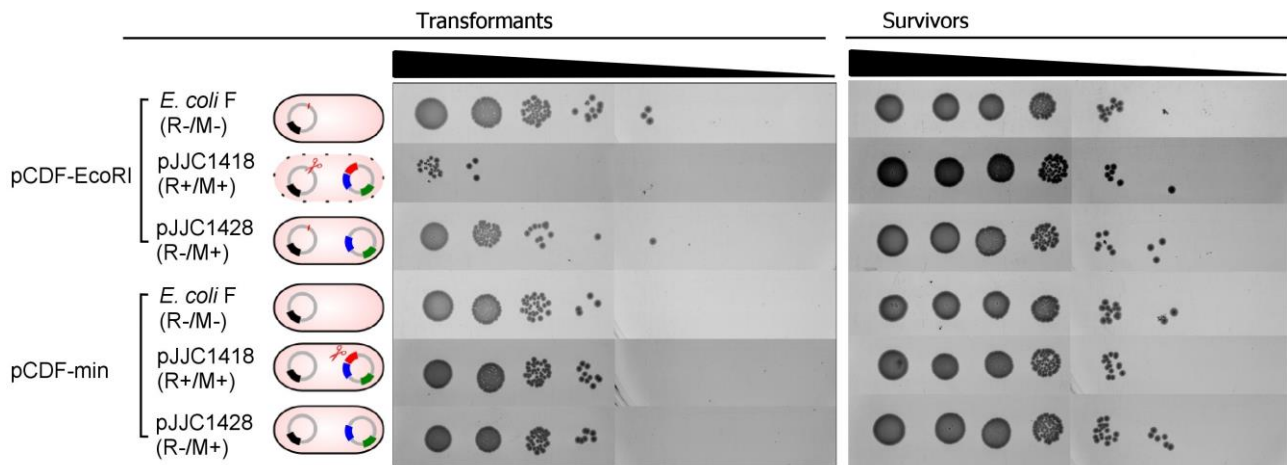 Transformants
Survivors
pCDF-EcoRI
E. coli F
(R-/M-)
pJJC1418
(R+/M+)
pJJC1428
(R-/M+)
pCDF-min
E. coli F
(R-/M-)
pJJC1418
(R+/M+)
pJJC1428
(R-/M+)